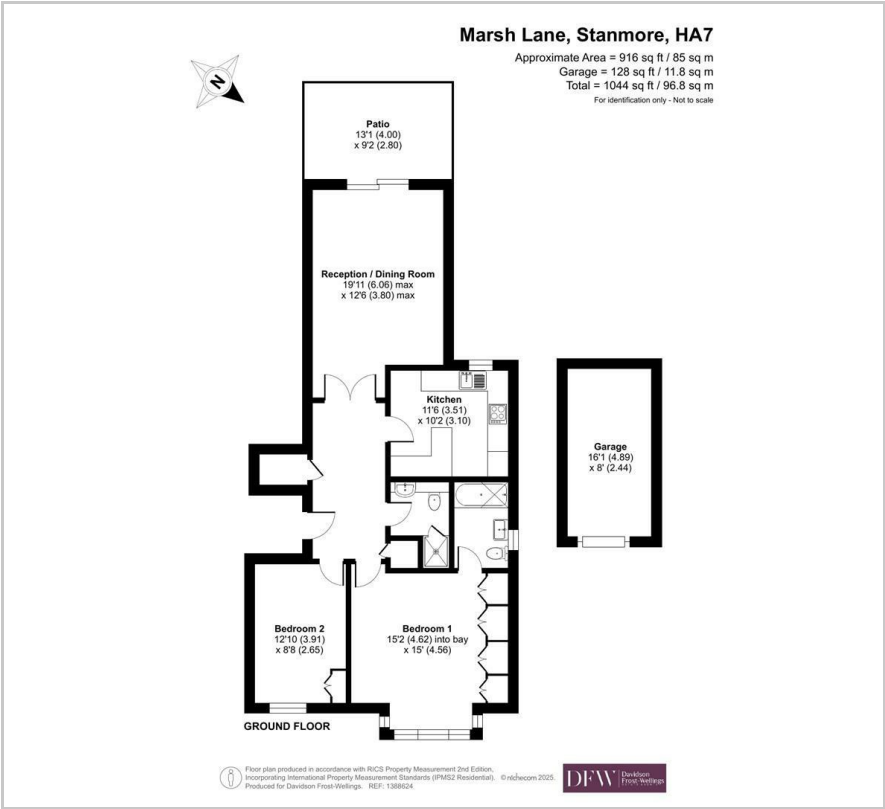 Marsh Lane, Stanmore, HA7
Approximate Area = 916 sq ft / 85 sq m
Garage = 128 sq ft / 11.8 sq m
Total = 1044 sq ft / 96.8 sq m
For identification only - Not to scale
N
Patio
13'1 (4.00)
x 9'2 (2.80)
Reception / Dining Room
19'11 (6.06) max
x 12'6 (3.80) max
Kitchen
11'6 (3.51)
x 10'2 (3.10)
Garage
16'1 (4.89)
x 8' (2.44)
Bedroom 2
12'10 (3.91)
x 8'8 (2.65)
Bedroom 1
15'2 (4.62) into bay
x 15' (4.56)
GROUND FLOOR
Floor plan produced in accordance with RICS Property Measurement 2nd Edition,
Incorporating International Property Measurement Standards (IPMS2 Residential). © nichecom 2025.
Produced for Davidson Frost-Wellings. REF: 1388624
DFW
Davidson
Frost-Wellings